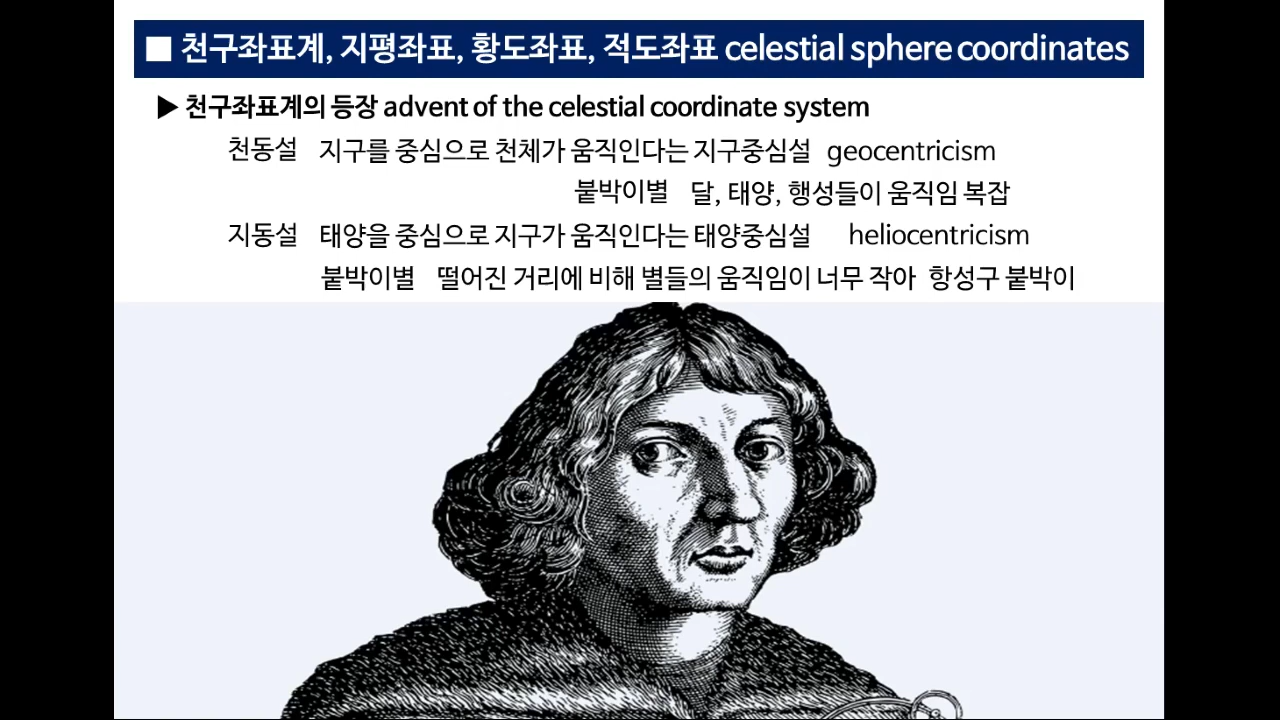 ■ 천구좌표계, 지평좌표, 황도좌표, 적도좌표 celestial sphere coordinates
▶ 천구좌표계의 등장 advent of the celestial coordinate system
천동설 지구를 중심으로 천체가 움직인다는 지구중심설 geocentricism
붙박이별 달, 태양, 행성들이 움직임 복잡
지동설 태양을 중심으로 지구가 움직인다는 태양중심설 heliocentricism
붙박이별 떨어진 거리에 비해 별들의 움직임이 너무 작아 항성구 붙박이